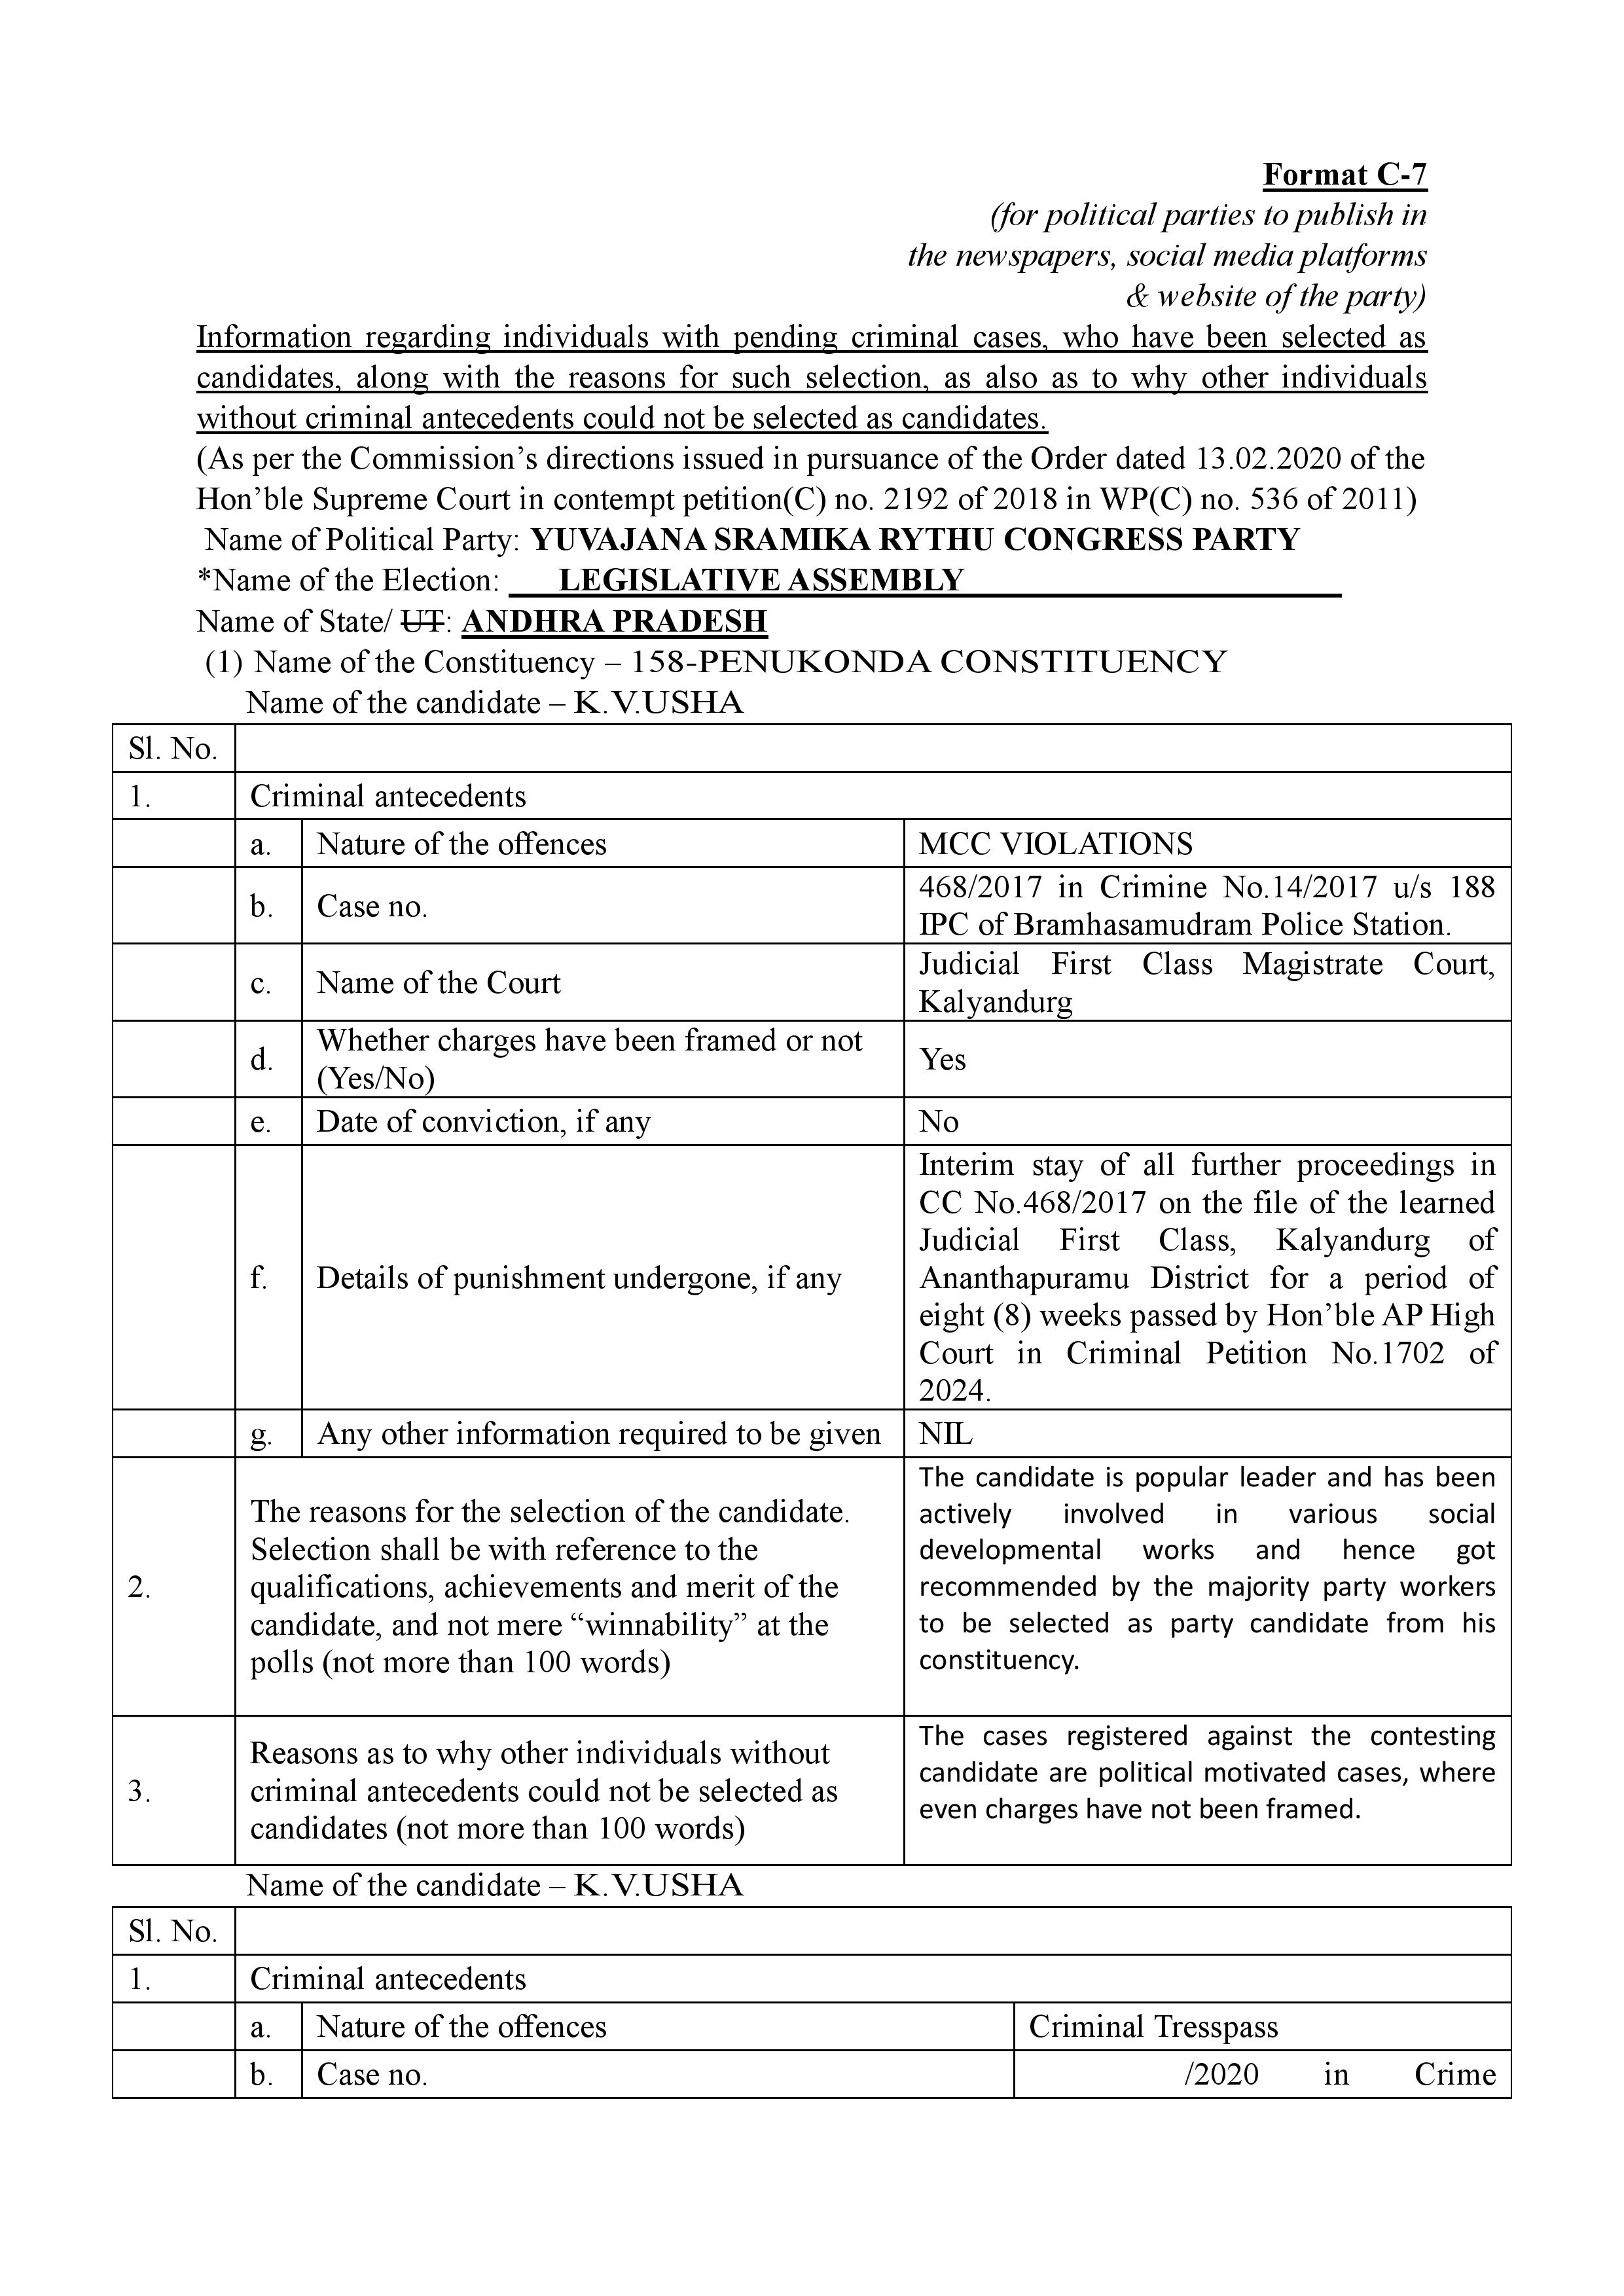 Format C-7
(for political parties to publish in
the newspapers, social media platforms
& website of the party)
Information regarding individuals with pending criminal cases, who have been selected as
candidates, along with the reasons for such selection, as also as to why other individuals
without criminal antecedents could not be selected as candidates.
(As per the Commission’s directions issued in pursuance of the Order dated 13.02.2020 of the
Hon’ble Supreme Court in contempt petition(C) no. 2192 of 2018 in WP(C) no. 536 of 2011)
Name of Political Party: YUVAJANA SRAMIKA RYTHU CONGRESS PARTY
*Name of the Election: LEGISLATIVE ASSEMBLY
Name of State/ UT: ANDHRA PRADESH
(1) Name of the Constituency – 158-PENUKONDA CONSTITUENCY
Name of the candidate – K.V.USHA
Sl. No.
1. Criminal antecedents
a. Nature of the offences MCC VIOLATIONS
b. Case no.
468/2017 in Crimine No.14/2017 u/s 188
IPC of Bramhasamudram Police Station.
c. Name of the Court
Judicial First Class Magistrate Court,
Kalyandurg
d.
Whether charges have been framed or not
(Yes/No)
Yes
e. Date of conviction, if any No
f. Details of punishment undergone, if any
Interim stay of all further proceedings in
CC No.468/2017 on the file of the learned
Judicial First Class, Kalyandurg of
Ananthapuramu District for a period of
eight (8) weeks passed by Hon’ble AP High
Court in Criminal Petition No.1702 of
2024.
g. Any other information required to be given NIL
2.
The reasons for the selection of the candidate.
Selection shall be with reference to the
qualifications, achievements and merit of the
candidate, and not mere “winnability” at the
polls (not more than 100 words)
The candidate is popular leader and has been
actively involved in various social
developmental works and hence got
recommended by the majority party workers
to be selected as party candidate from his
constituency.
3.
Reasons as to why other individuals without
criminal antecedents could not be selected as
candidates (not more than 100 words)
The cases registered against the contesting
candidate are political motivated cases, where
even charges have not been framed.
Name of the candidate – K.V.USHA
Sl. No.
1. Criminal antecedents
a. Nature of the offences Criminal Tresspass
b. Case no. /2020 in Crime